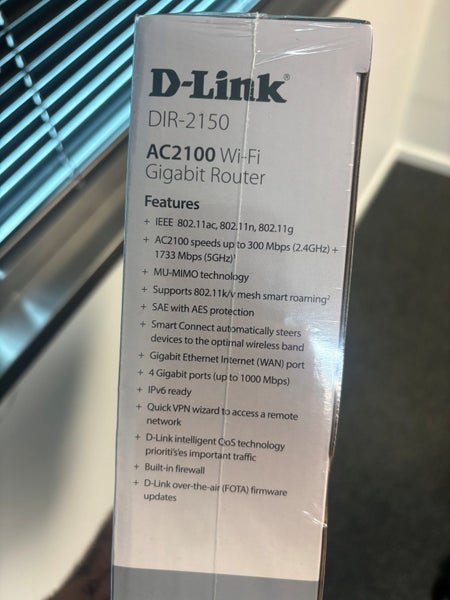 D-Link®
DIR-2150
AC2100 Wi-Fi
Gigabit Router
Features
+ IEEE 802.11ac, 802.11n, 802.11g
+ AC2100 speeds up to 300 Mbps (2.4GHz) +
1733 Mbps (5GHz)¹
+ MU-MIMO technology
+ Supports 802.11k/v mesh smart roaming²
+ SAE with AES protection
+ Smart Connect automatically steers
devices to the optimal wireless band
+ Gigabit Ethernet Internet (WAN) port
+ 4 Gigabit ports (up to 1000 Mbps)
+ IPv6 ready
+ Quick VPN wizard to access a remote
network
+ D-Link intelligent QoS technology
prioriti'es important traffic
+ Built-in firewall
+ D-Link over-the-air (FOTA) firmware
updates